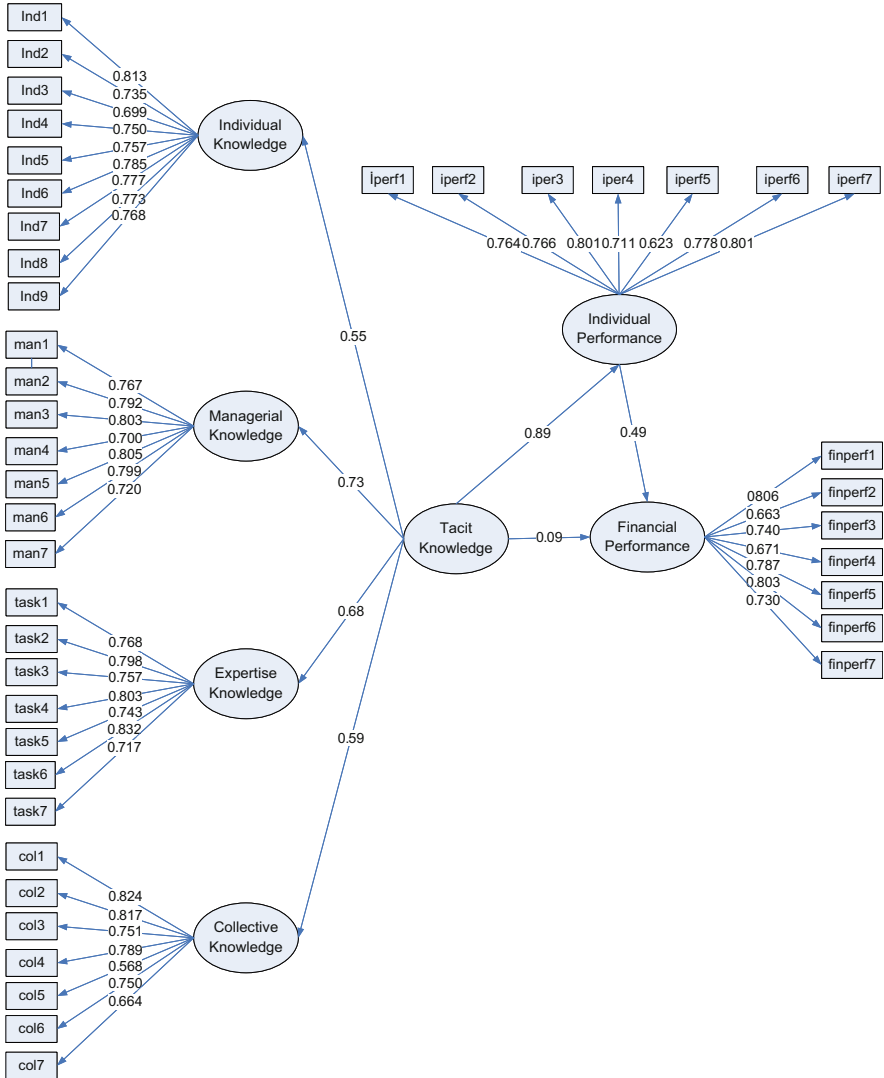 Ind1
Ind2
Ind3
Ind4
Ind5
Ind6
Ind7
Ind8
Ind9
0.813
0.735
0.699
0.750
0.757
0.785
0.777
0.773
0.768
Individual
Knowledge
man1
man2
man3
man4
man5
man6
man7
0.767
0.792
0.803
0.700
0.805
0.799
0.720
Managerial
Knowledge
task1
task2
task3
task4
task5
task6
task7
0.768
0.798
0.757
0.803
0.743
0.832
0.717
Expertise
Knowledge
col1
col2
col3
col4
col5
col6
col7
0.824
0.817
0.751
0.789
0.568
0.750
0.664
Collective
Knowledge
0.55
0.73
0.68
0.59
Tacit
Knowledge
0.89
0.09
0.49
İperf1
iperf2
iper3
iper4
iperf5
iperf6
iperf7
0.764
0.766
0.801
0.711
0.623
0.778
0.801
Individual
Performance
Financial
Performance
0806
0.663
0.740
0.671
0.787
0.803
0.730
finperf1
finperf2
finperf3
finperf4
finperf5
finperf6
finperf7